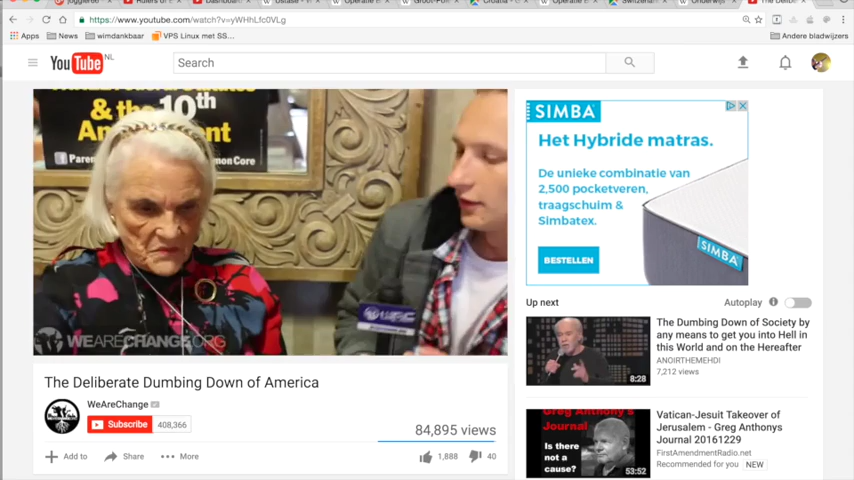 https://www.youtube.com/watch?v=yWHhLfc0VLg
Apps
News
wimdankbaar
VPS Linux met SS...
Andere bladwijzers
YouTube NL
Search
& the 10th
WEARECHANGE.ORG
SIMBA
Het Hybride matras.
De unieke combinatie van
2,500 pocketveren,
traagschuim &
Simbatex.
BESTELLEN
SIMBA
The Deliberate Dumbing Down of America
WeAreChange
Subscribe 408,366
84,895 views
Add to
Share
More
1,888
40
Up next
Autoplay
8:28
The Dumbing Down of Society by
any means to get you into Hell in
this World and on the Hereafter
ANOIRTHEMEHDI
7,212 views
Greg Anthony's
Journal
Is there
not a
cause?
53:52
Vatican-Jesuit Takeover of
Jerusalem - Greg Anthonys
Journal 20161229
FirstAmendmentRadio.net
Recommended for you NEW